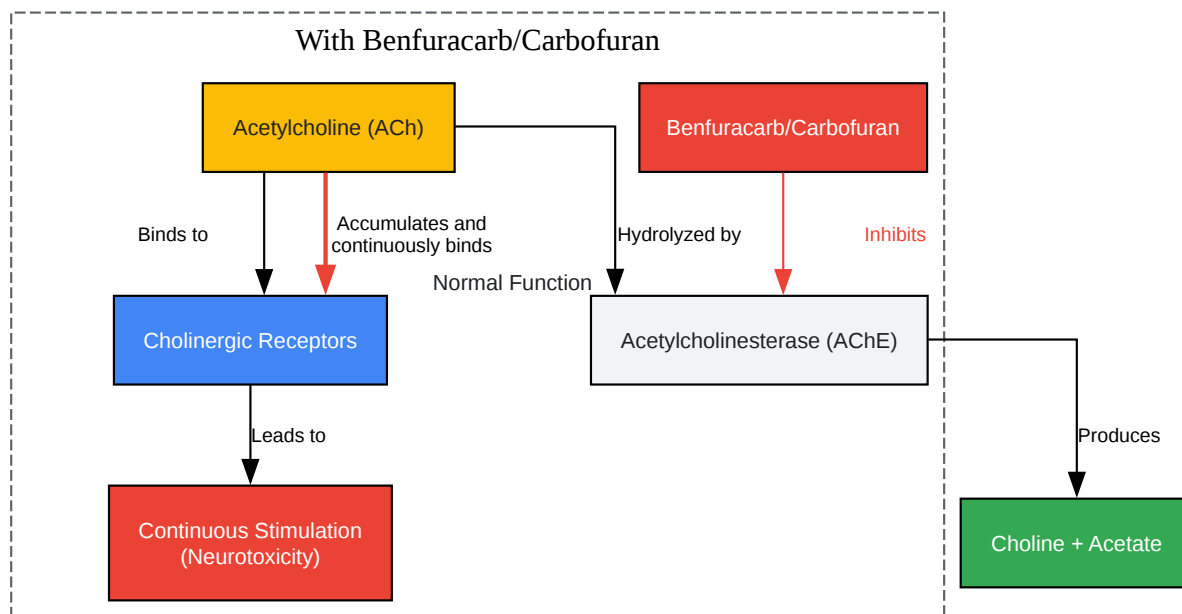 With Benfuracarb/Carbofuran
Acetylcholine (ACh)
Benfuracarb/Carbofuran
Binds to
Accumulates and
continuously binds
Hydrolyzed by
Inhibits
Normal Function
Cholinergic Receptors
Acetylcholinesterase (AChE)
Leads to
Produces
Continuous Stimulation
(Neurotoxicity)
Choline + Acetate